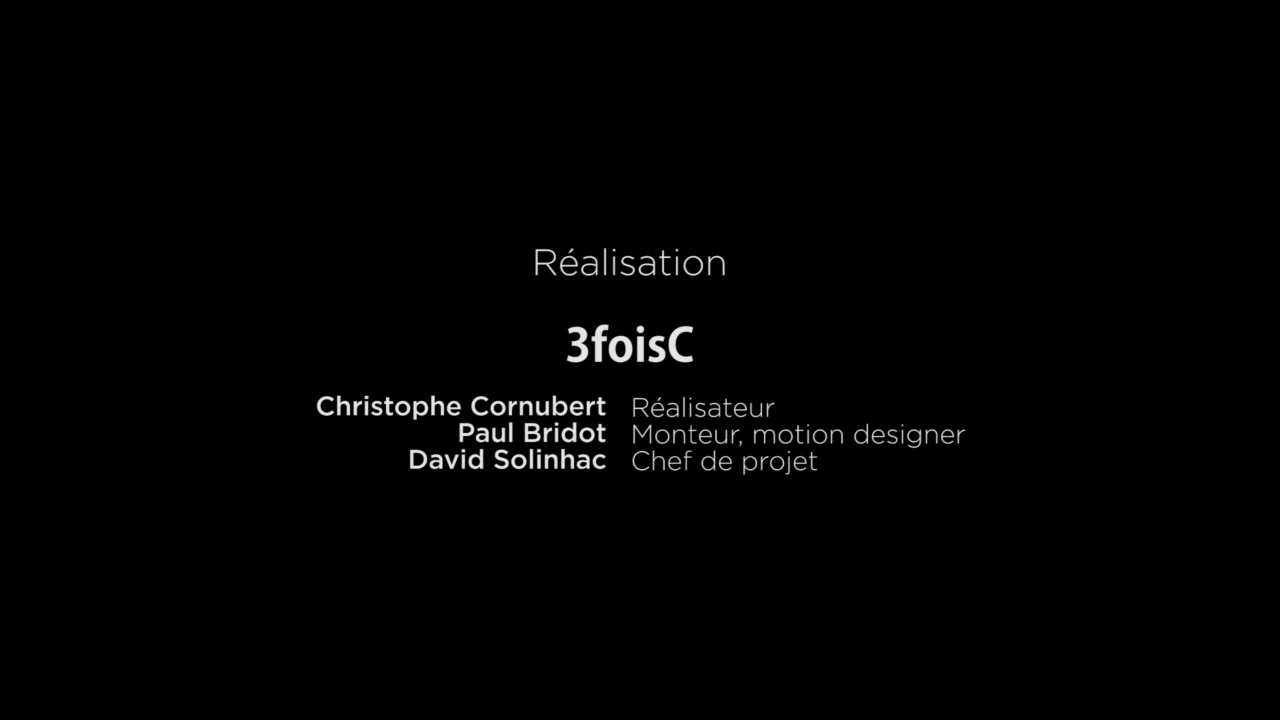 Réalisation
3foisC
Christophe Cornubert Réalisateur
Paul Bridot Monteur, motion designer
David Solinhac Chef de projet